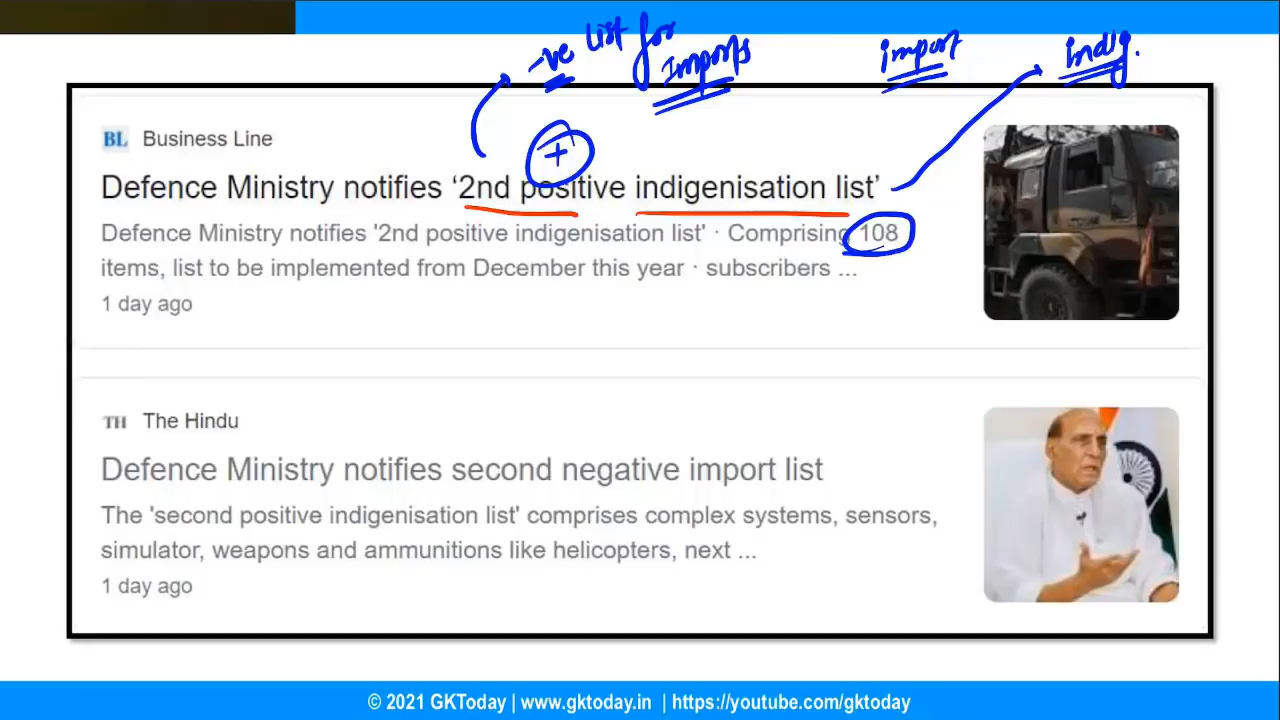 -ve List for Imports
import
indig.
+
BL Business Line
Defence Ministry notifies ‘2nd positive indigenisation list’
Defence Ministry notifies '2nd positive indigenisation list' · Comprising 108
items, list to be implemented from December this year · subscribers ...
1 day ago
TH The Hindu
Defence Ministry notifies second negative import list
The 'second positive indigenisation list' comprises complex systems, sensors,
simulator, weapons and ammunitions like helicopters, next ...
1 day ago
© 2021 GKToday | www.gktoday.in | https://youtube.com/gktoday